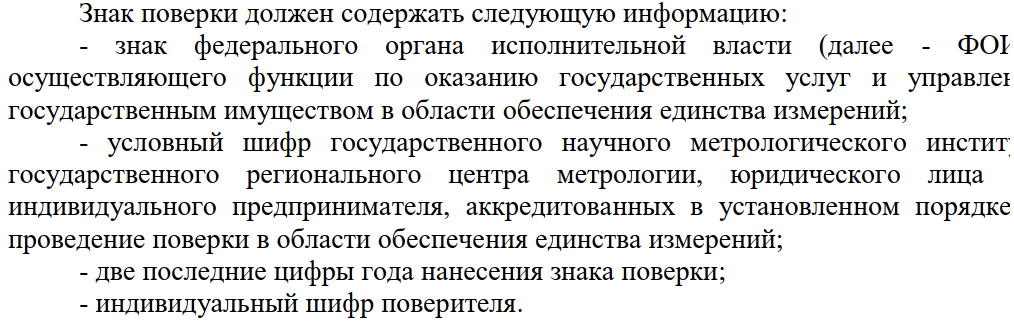 Знак поверки должен содержать следующую информацию:
- знак федерального органа исполнительной власти (далее - ФОИ
осуществляющего функции по оказанию государственных услуг и управлен
государственным имуществом в области обеспечения единства измерений;
- условный шифр государственного научного метрологического институ
государственного регионального центра метрологии, юридического лица
индивидуального предпринимателя, аккредитованных в установленном порядке
проведение поверки в области обеспечения единства измерений;
- две последние цифры года нанесения знака поверки;
- индивидуальный шифр поверителя.